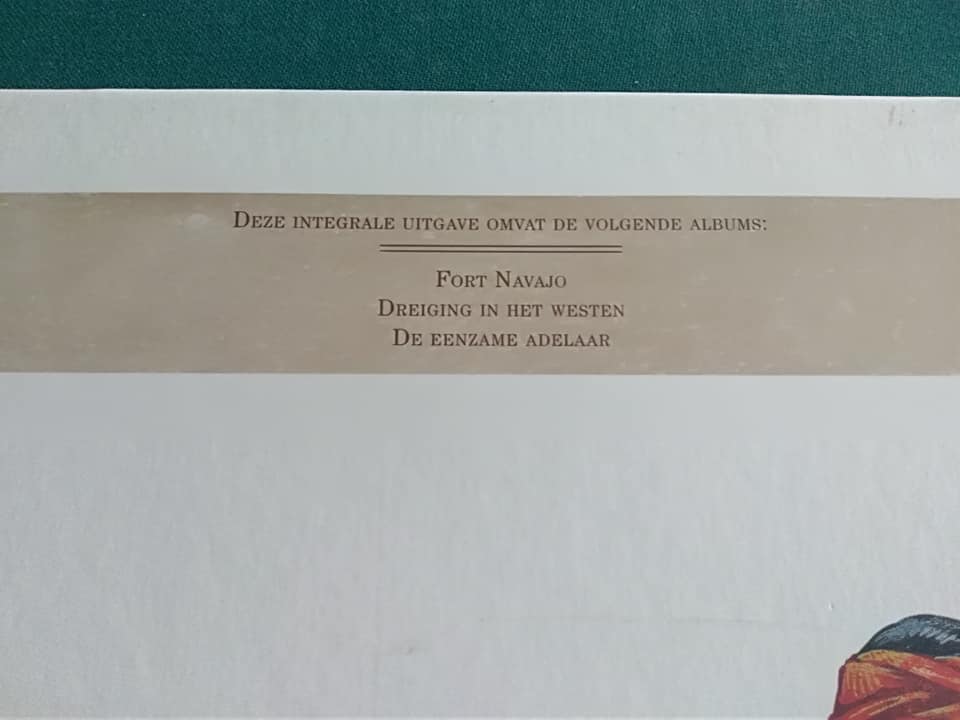 Deze integrale uitgave omvat de volgende albums:
Fort Navajo
Dreiging in het westen
De eenzame adelaar